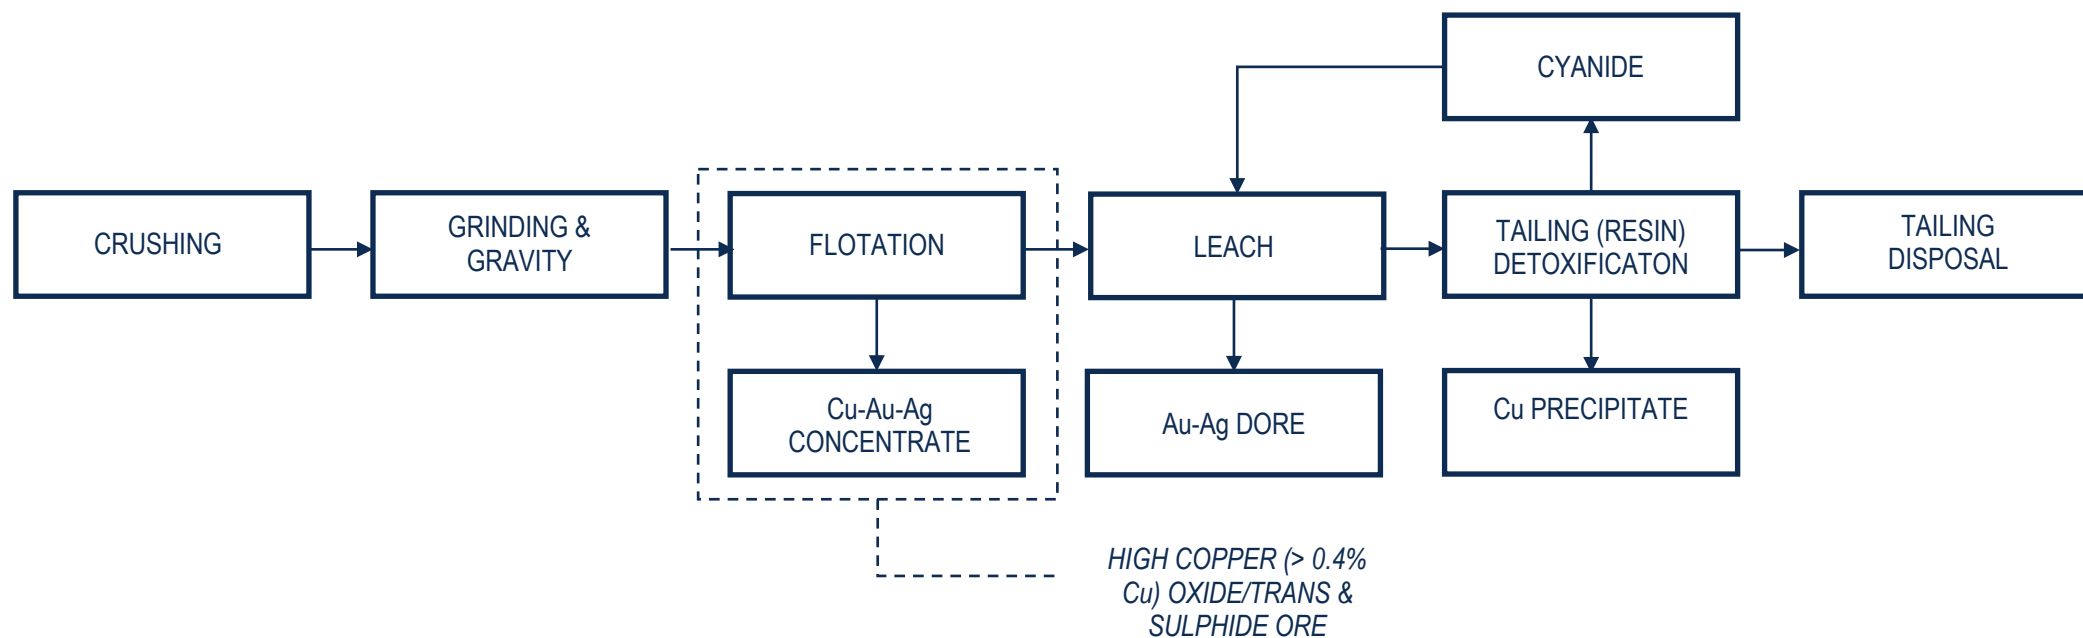 CYANIDE
CRUSHING
GRINDING &
GRAVITY
FLOTATION
LEACH
TAILING (RESIN)
DETOXIFICATON
TAILING
DISPOSAL
Cu-Au-Ag
CONCENTRATE
Au-Ag DORE
Cu PRECIPITATE
HIGH COPPER (> 0.4%
Cu) OXIDE/TRANS &
SULPHIDE ORE